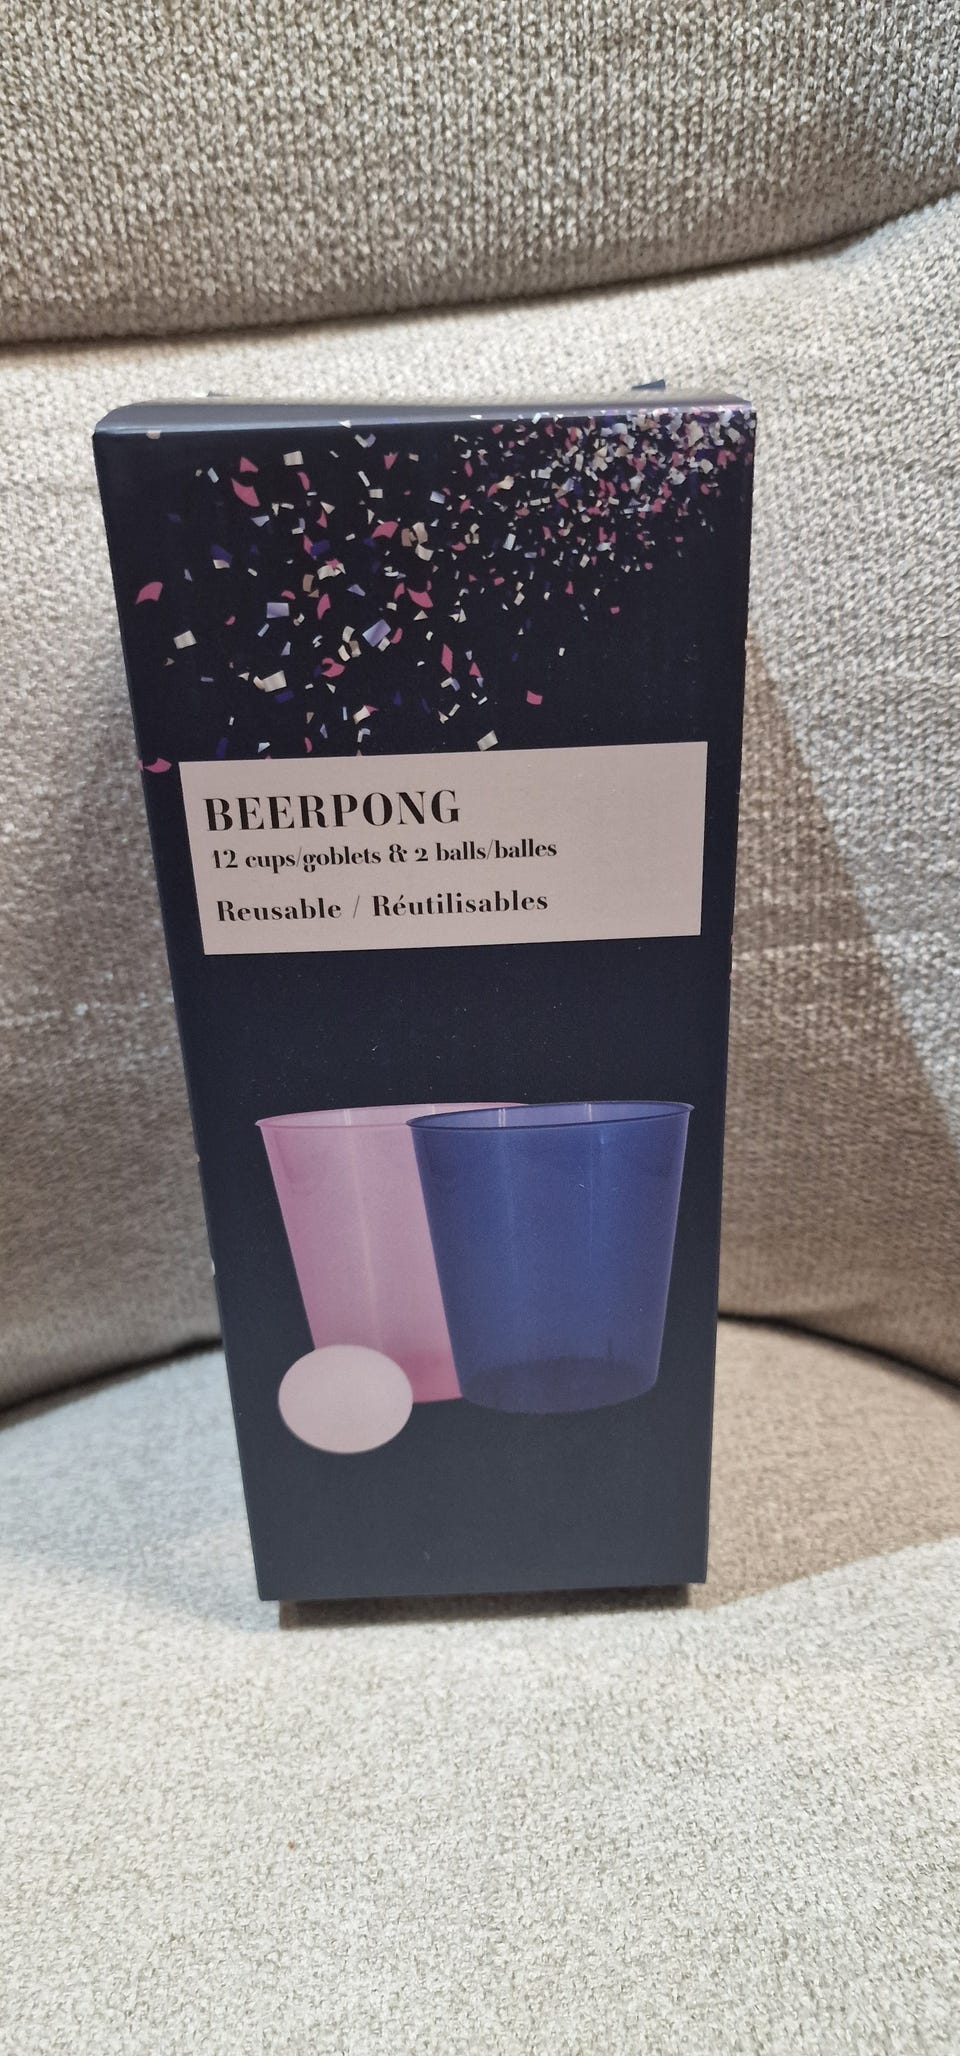 BEERPONG
12 cups/goblets & 2 balls/balles
Reusable / Réutilisables